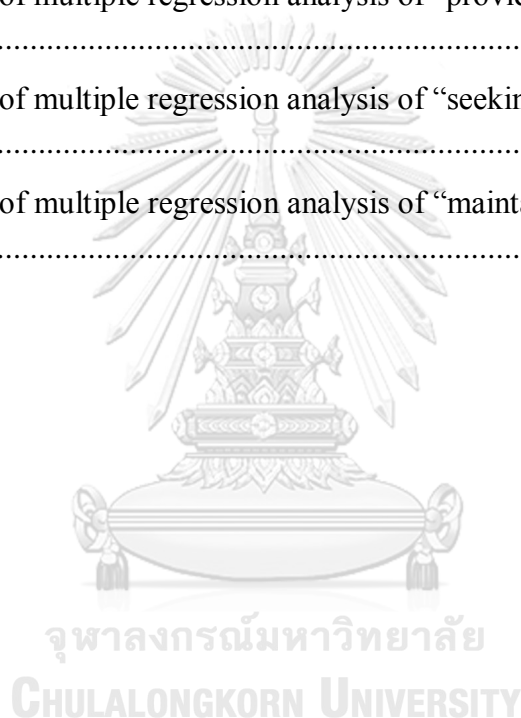 of multiple regression analysis of “provid
....................................................................
of multiple regression analysis of “seekin
....................................................................
of multiple regression analysis of “mainta
....................................................................
จุฬาลงกรณ์มหาวิทยาลัย
CHULALONGKORN UNIVERSITY